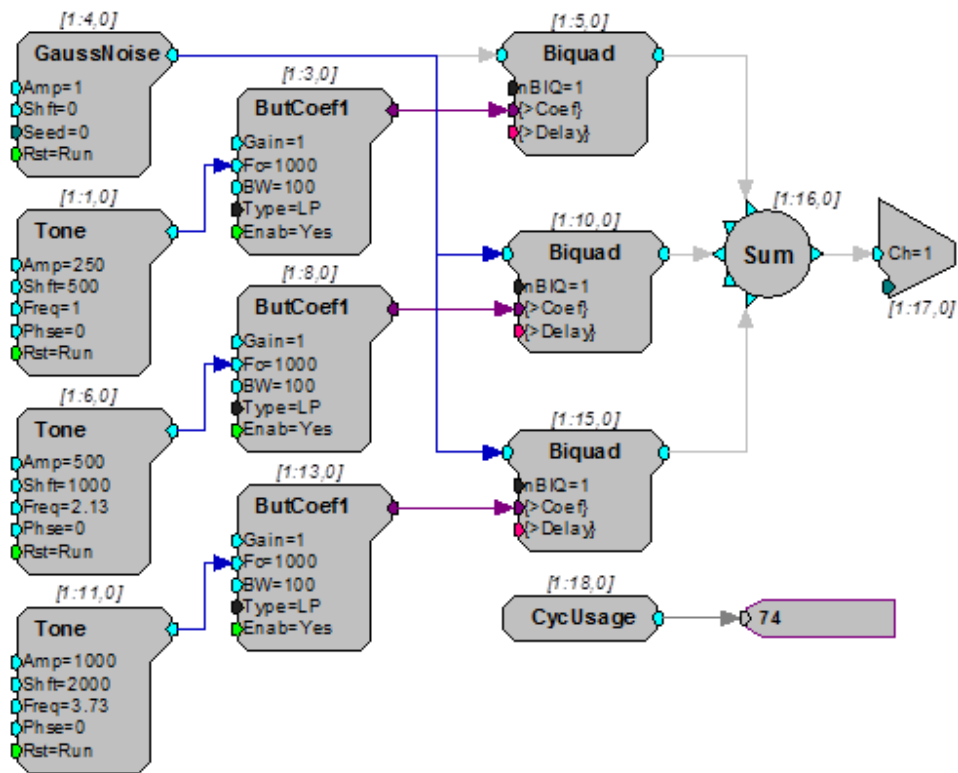 [1:4,0]
GaussNoise
Amp=1
Shft=0
Seed=0
Rst=Run
[1:3,0]
ButCoef1
Gain=1
Fo=1000
BW=100
Type=LP
Enab=Yes
[1:5,0]
Biquad
nBIQ=1
{>Coef}
{>Delay}
[1:1,0]
Tone
Amp=250
Shft=500
Freq=1
Phse=0
Rst=Run
[1:8,0]
ButCoef1
Gain=1
Fo=1000
BW=100
Type=LP
Enab=Yes
[1:10,0]
Biquad
nBIQ=1
{>Coef}
{>Delay}
[1:16,0]
Sum
Ch=1
[1:17,0]
[1:6,0]
Tone
Amp=500
Shft=1000
Freq=2.13
Phse=0
Rst=Run
[1:13,0]
ButCoef1
Gain=1
Fo=1000
BW=100
Type=LP
Enab=Yes
[1:15,0]
Biquad
nBIQ=1
{>Coef}
{>Delay}
[1:11,0]
Tone
Amp=1000
Shft=2000
Freq=3.73
Phse=0
Rst=Run
[1:18,0]
CycUsage
74